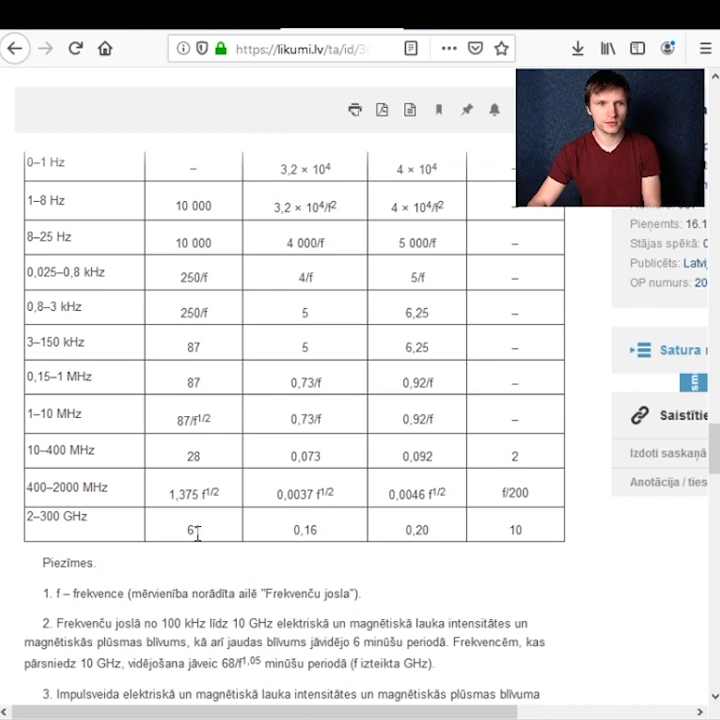 https://likumi.lv/ta/id/30
0–1 Hz – 3,2 × 10⁴ 4 × 10⁴ –
1–8 Hz 10 000 3,2 × 10⁴/f² 4 × 10⁴/f² –
8–25 Hz 10 000 4 000/f 5 000/f –
0,025–0,8 kHz 250/f 4/f 5/f –
0,8–3 kHz 250/f 5 6,25 –
3–150 kHz 87 5 6,25 –
0,15–1 MHz 87 0,73/f 0,92/f –
1–10 MHz 87/f¹/² 0,73/f 0,92/f –
10–400 MHz 28 0,073 0,092 2
400–2000 MHz 1,375 f¹/² 0,0037 f¹/² 0,0046 f¹/² f/200
2–300 GHz 61 0,16 0,20 10
Piezīmes.
1. f – frekvence (mērvienība norādīta ailē "Frekvenču josla").
2. Frekvenču joslā no 100 kHz līdz 10 GHz elektriskā un magnētiskā lauka intensitātes un
magnētiskās plūsmas blīvums, kā arī jaudas blīvums jāvidējo 6 minūšu periodā. Frekvencēm, kas
pārsniedz 10 GHz, vidējošana jāveic 68/f¹,⁰⁵ minūšu periodā (f izteikta GHz).
3. Impulsveida elektriskā un magnētiskā lauka intensitātes un magnētiskās plūsmas blīvuma
Pieņemts: 16.1
Stājas spēkā: 0
Publicēts: Latvij
OP numurs: 20
Satura
sms
Saistītie
Izdoti saskaņā
Anotācija / ties